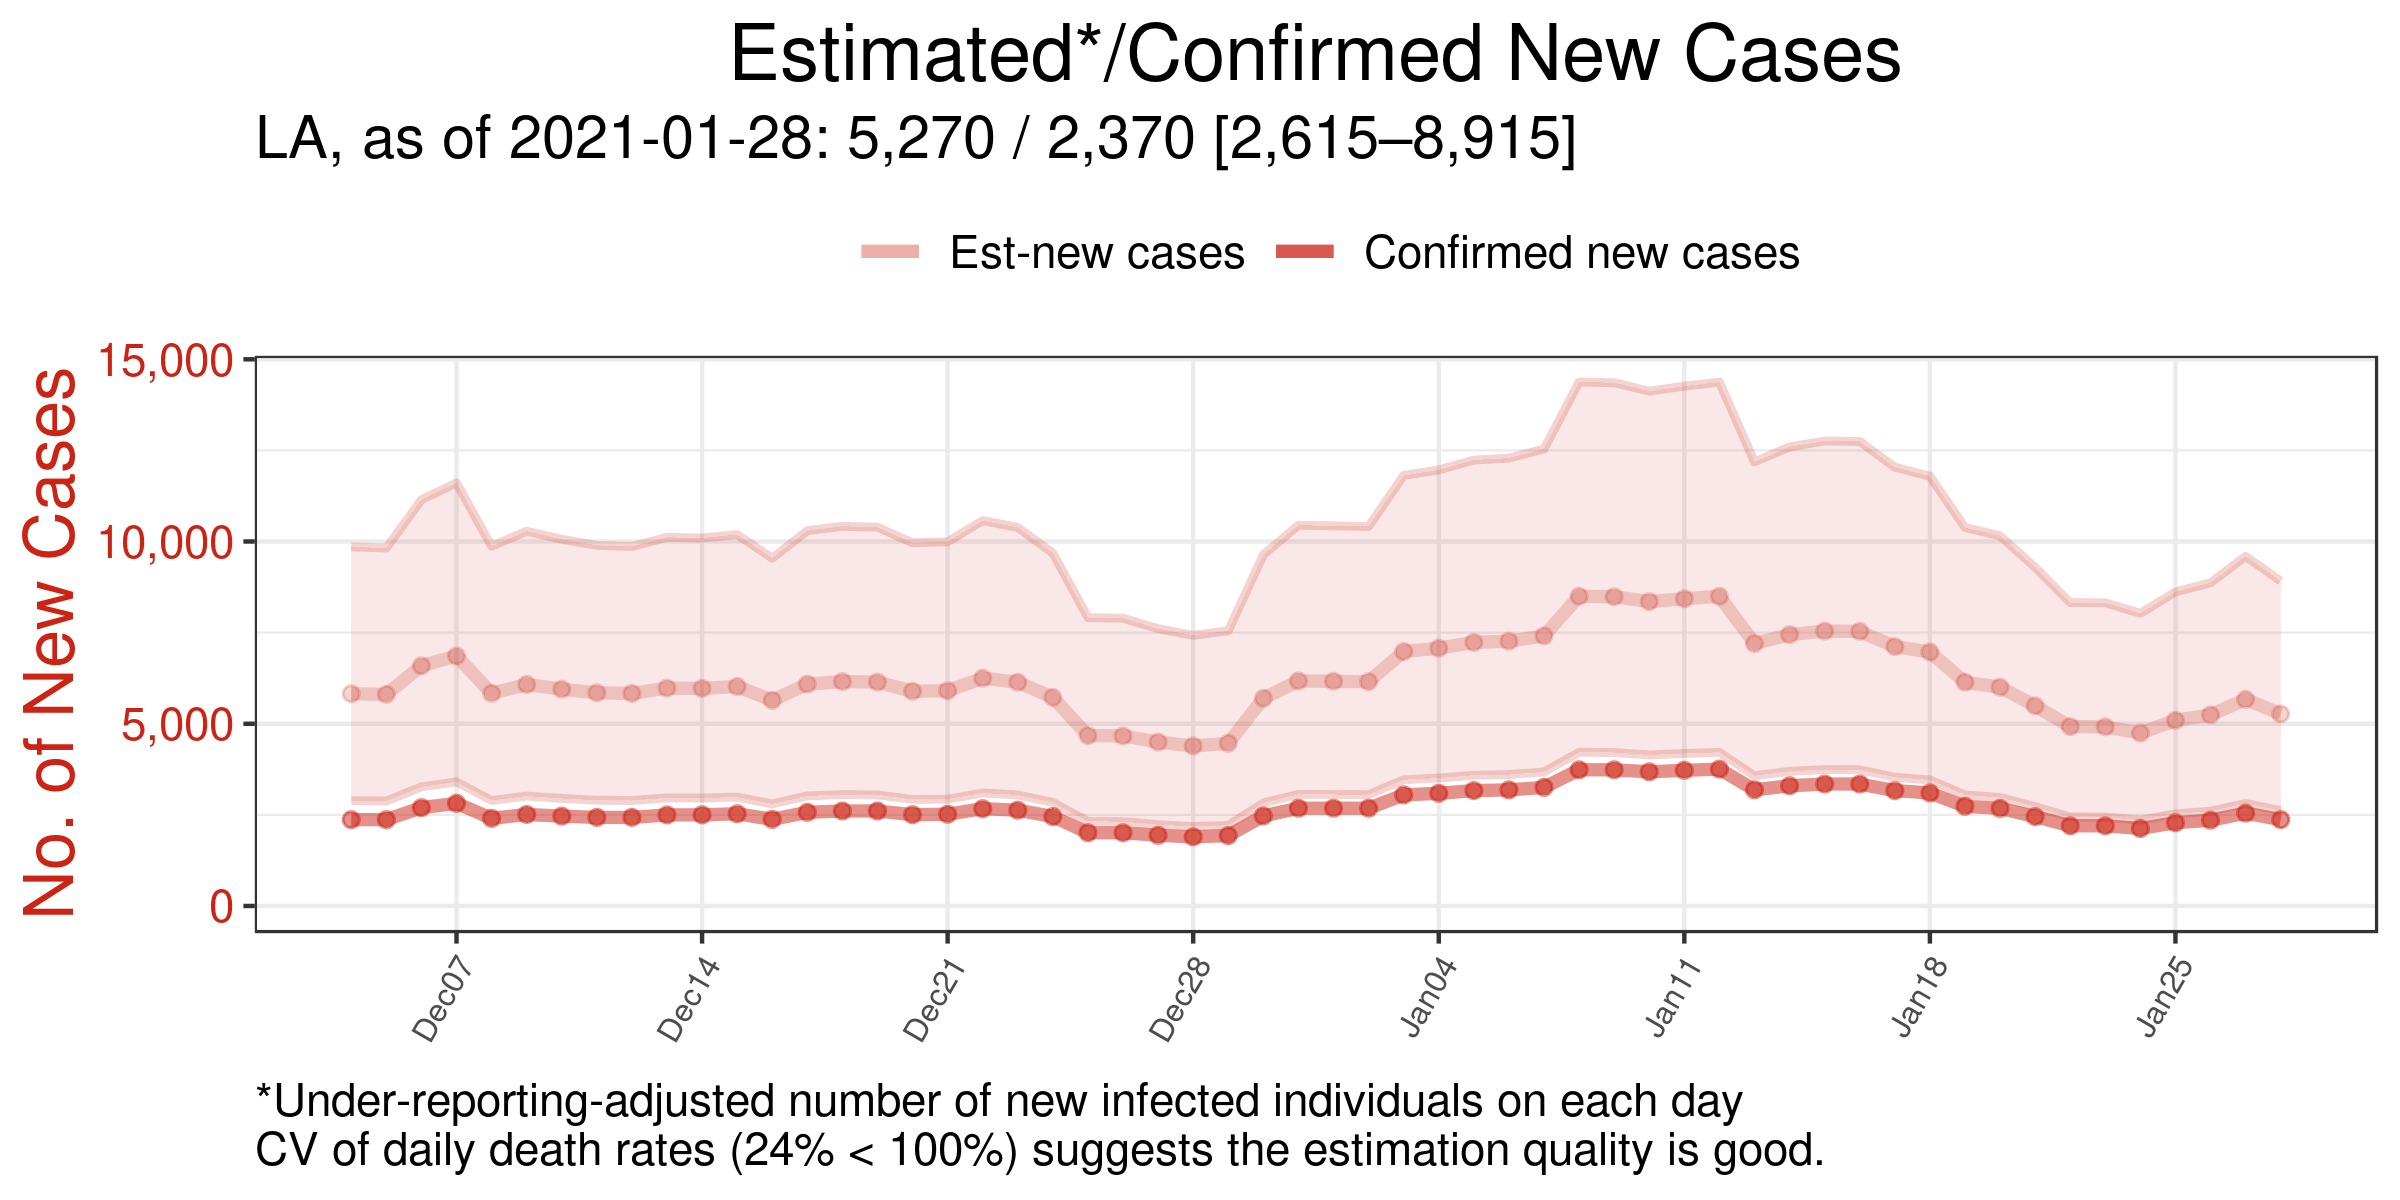 Estimated*/Confirmed New Cases
LA, as of 2021-01-28: 5,270 / 2,370 [2,615–8,915]
Est-new cases Confirmed new cases
No. of New Cases
15,000
10,000
5,000
0
Dec07 Dec14 Dec21 Dec28 Jan04 Jan11 Jan18 Jan25
*Under-reporting-adjusted number of new infected individuals on each day
CV of daily death rates (24% < 100%) suggests the estimation quality is good.